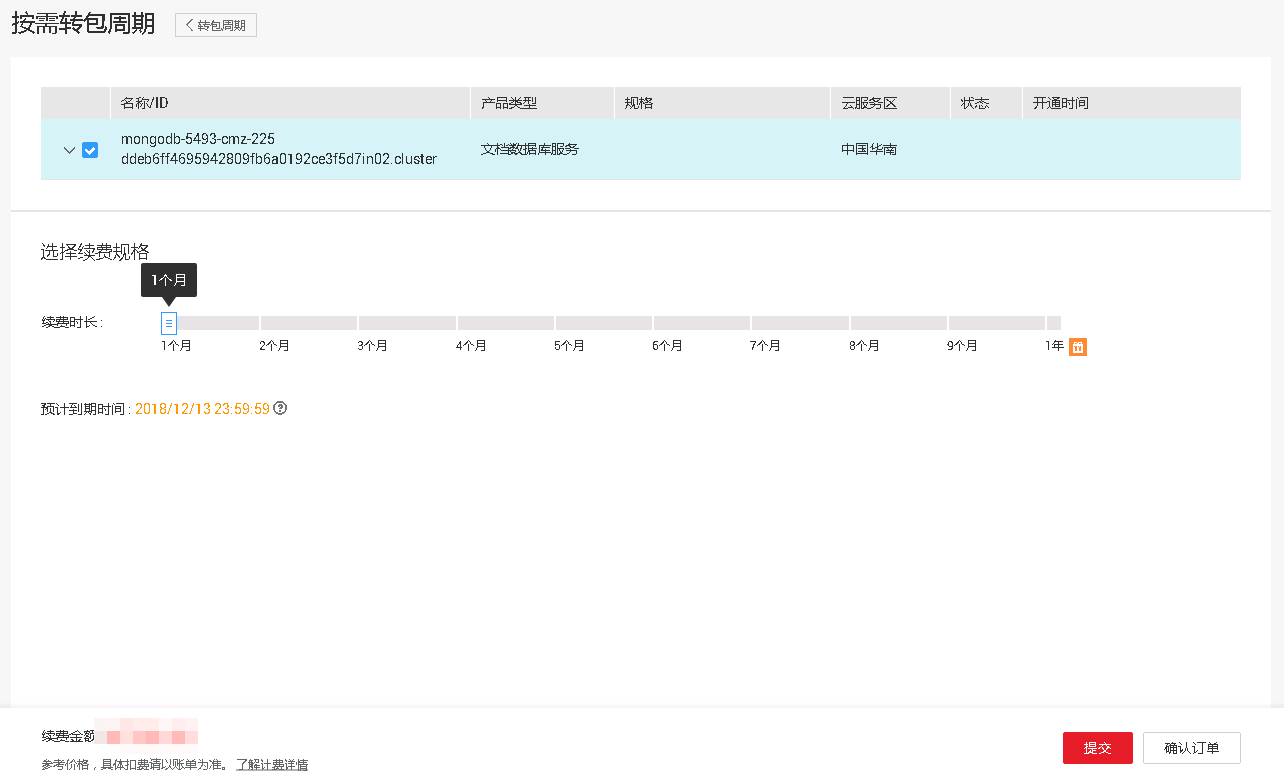 按需转包周期
转包周期
名称/ID 产品类型 规格 云服务区 状态 开通时间
mongodb-5493-cmz-225
ddeb6ff4695942809fb6a0192ce3f5d7in02.cluster
文档数据库服务
中国华南
选择续费规格
1个月
续费时长:
1个月 2个月 3个月 4个月 5个月 6个月 7个月 8个月 9个月 1年
预计到期时间: 2018/12/13 23:59:59
续费金额
参考价格，具体扣费请以账单为准。 了解计费详情
提交
确认订单